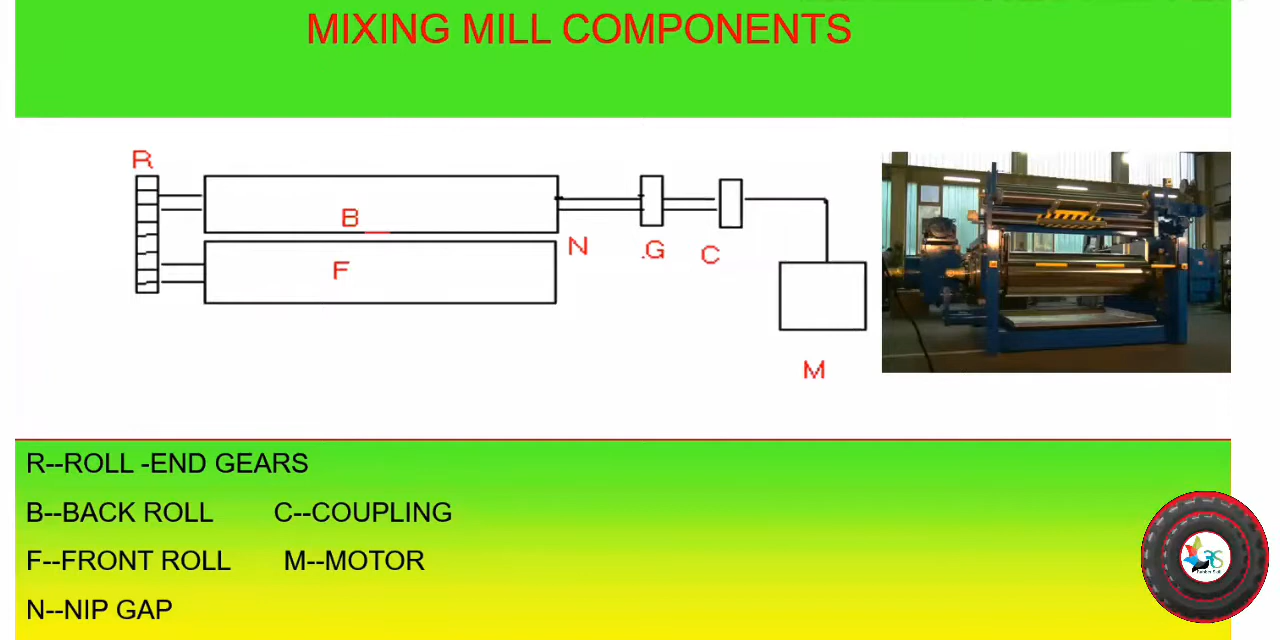 MIXING MILL COMPONENTS
R
B
F
N
.G
C
M
R--ROLL -END GEARS
B--BACK ROLL C--COUPLING
F--FRONT ROLL M--MOTOR
N--NIP GAP